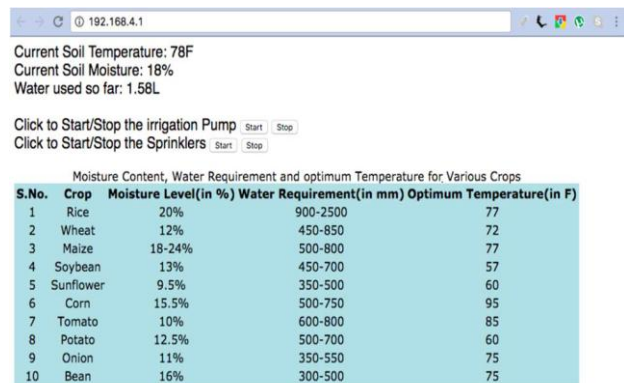 192.168.4.1
Current Soil Temperature: 78F
Current Soil Moisture: 18%
Water used so far: 1.58L
Click to Start/Stop the irrigation Pump Start Stop
Click to Start/Stop the Sprinklers Start Stop
Moisture Content, Water Requirement and optimum Temperature for Various Crops
S.No. Crop Moisture Level(in %) Water Requirement(in mm) Optimum Temperature(in F)
1 Rice 20% 900-2500 77
2 Wheat 12% 450-850 72
3 Maize 18-24% 500-800 77
4 Soybean 13% 450-700 57
5 Sunflower 9.5% 350-500 60
6 Corn 15.5% 500-750 95
7 Tomato 10% 600-800 85
8 Potato 12.5% 500-700 60
9 Onion 11% 350-550 75
10 Bean 16% 300-500 75